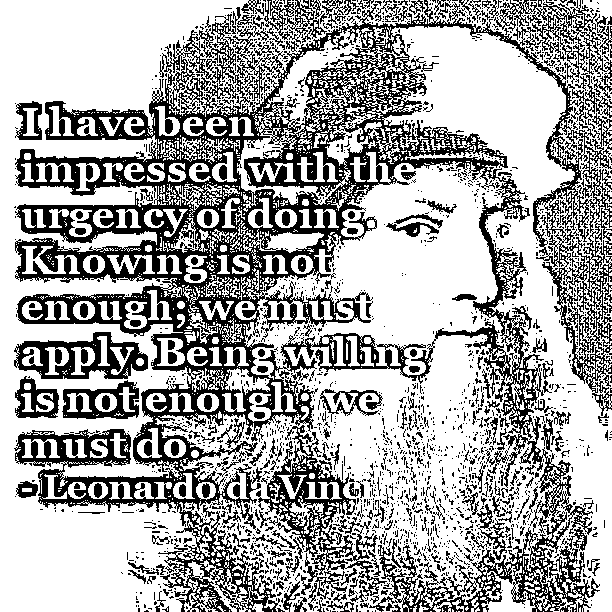 I have been
impressed with the
urgency of doing.
Knowing is not
enough; we must
apply. Being willing
is not enough; we
must do.
- Leonardo da Vinci